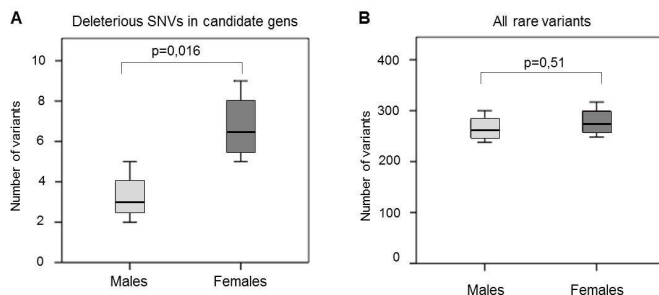 A
Deleterious SNVs in candidate gens
p=0,016
Number of variants
10
8
6
4
2
0
Males
Females
B
All rare variants
p=0,51
Number of variants
400
300
200
100
0
Males
Females